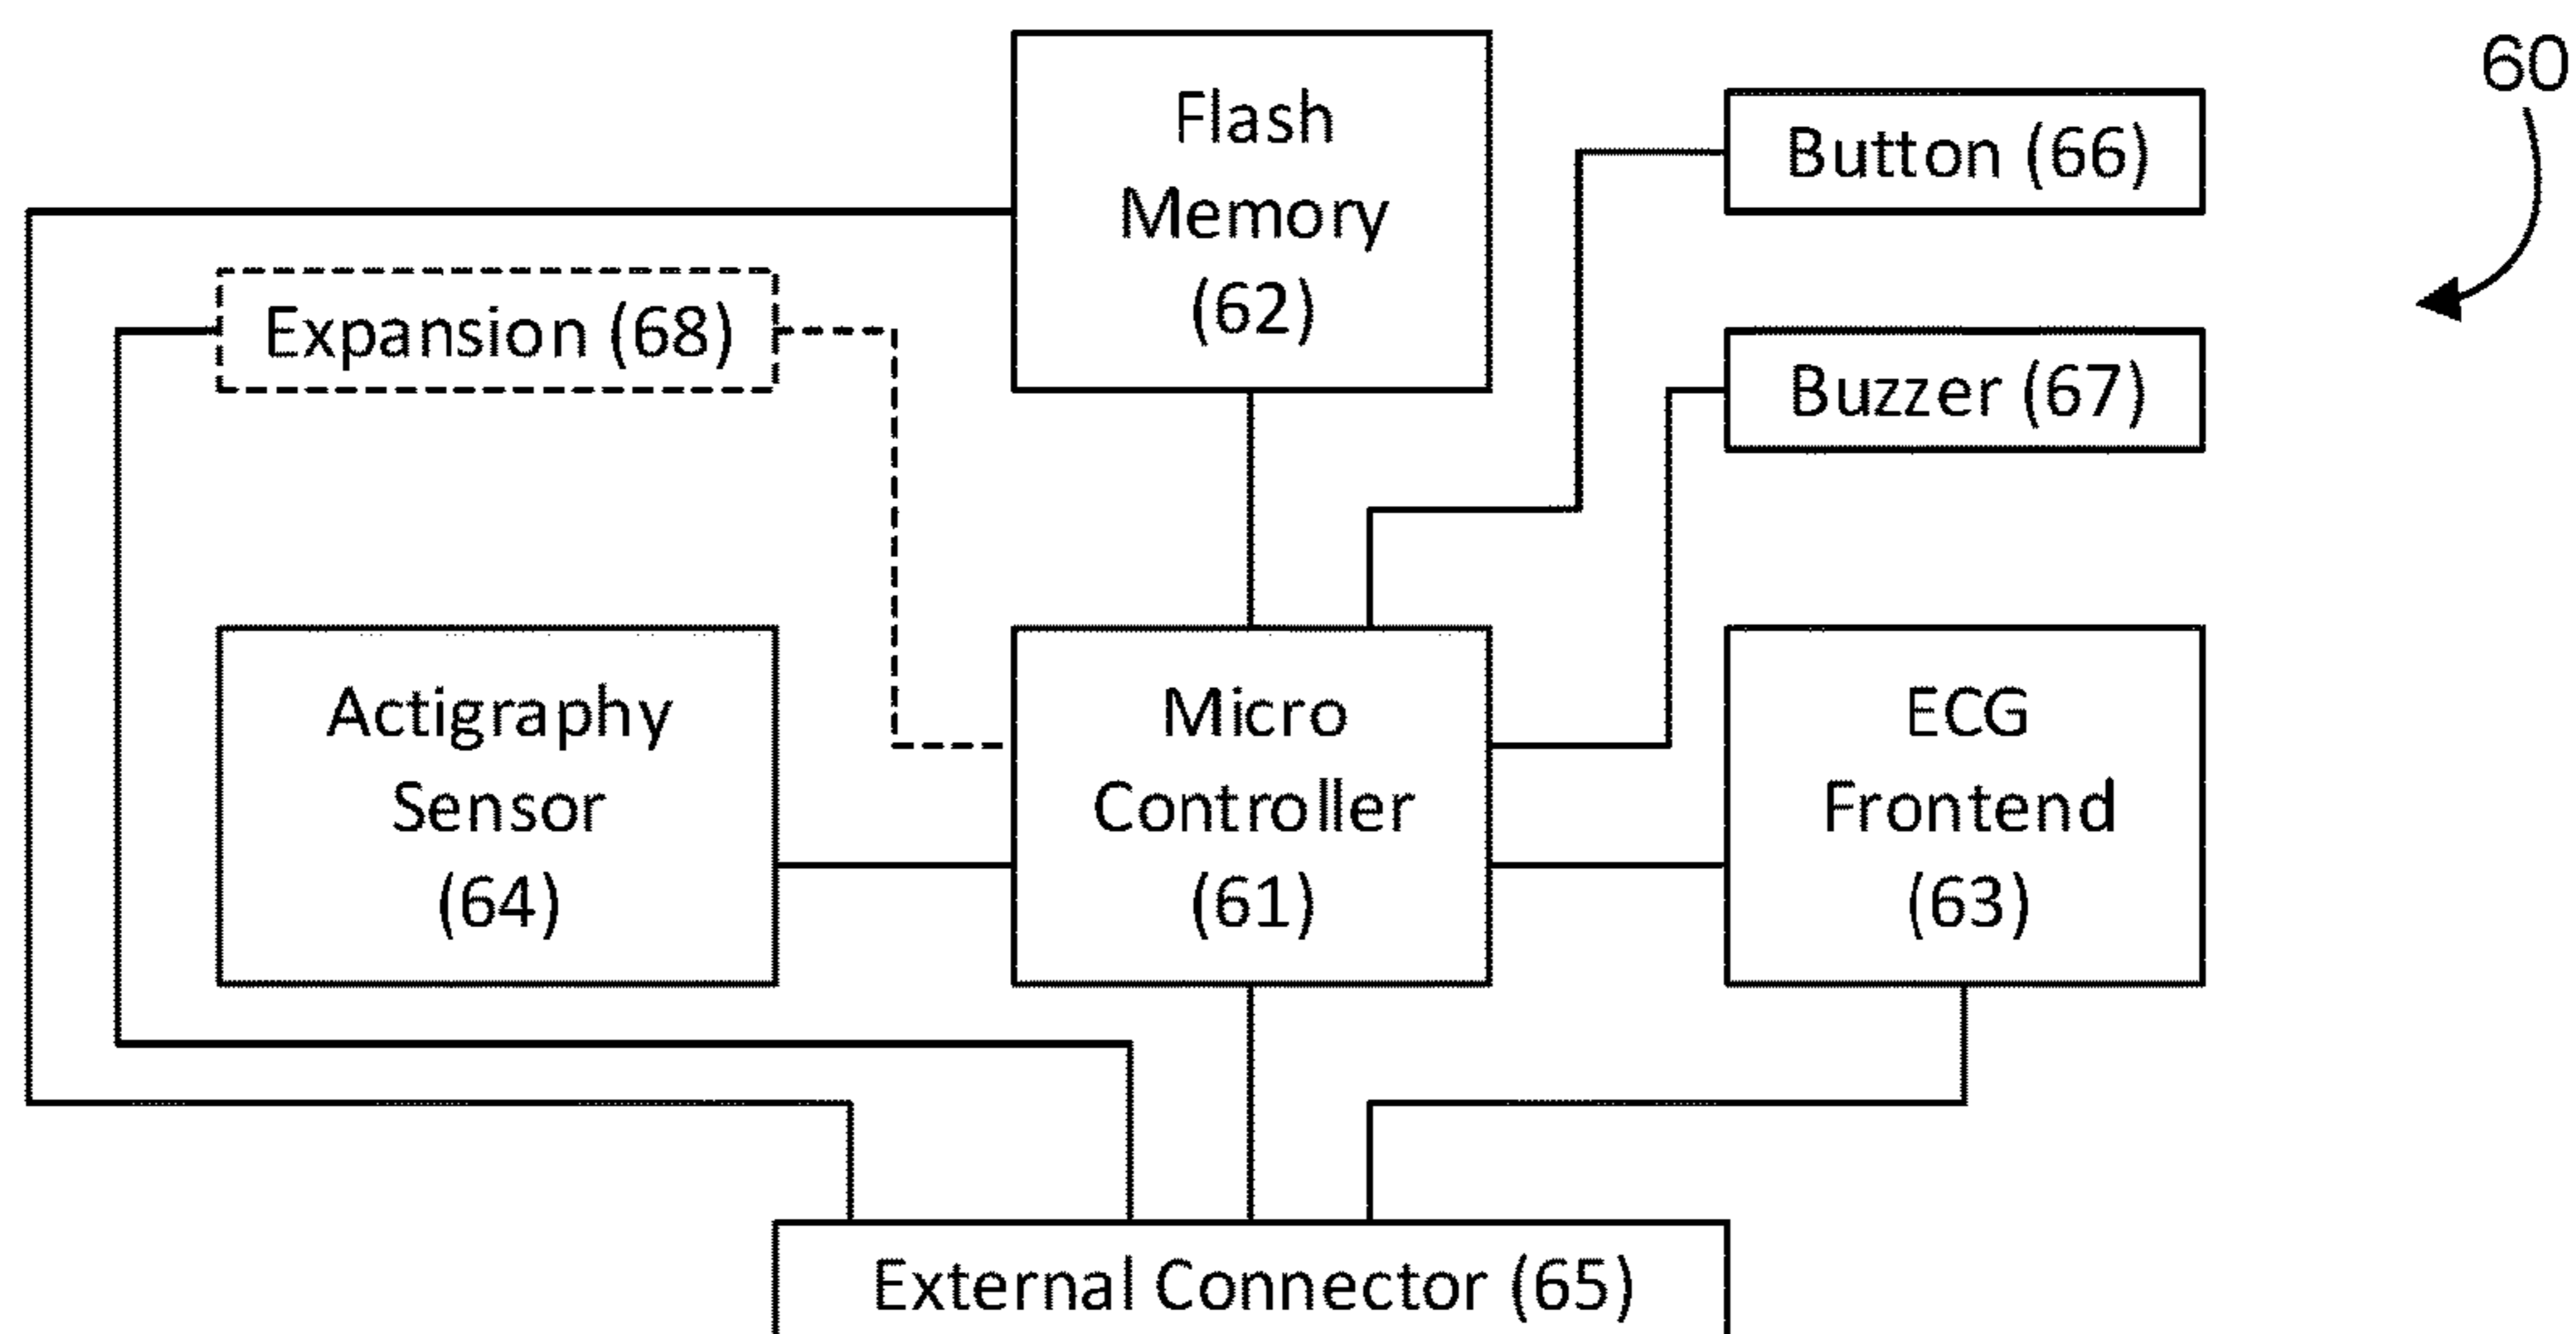 60
Flash
Memory
(62)
Button (66)
Expansion (68)
Buzzer (67)
Actigraphy
Sensor
(64)
Micro
Controller
(61)
ECG
Frontend
(63)
External Connector (65)